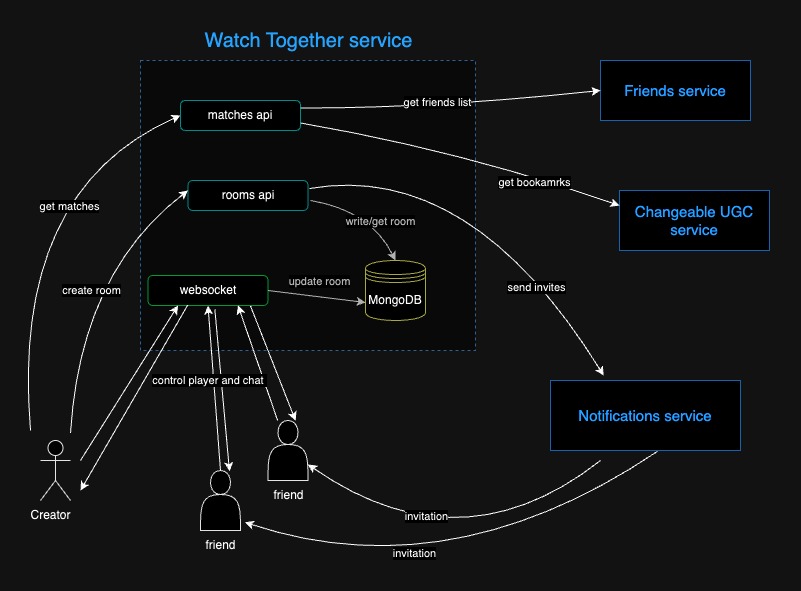 Watch Together service
matches api
get friends list
Friends service
get bookamrks
rooms api
Changeable UGC
service
get matches
write/get room
create room
websocket
update room
MongoDB
send invites
control player and chat
Notifications service
friend
Creator
invitation
friend
invitation